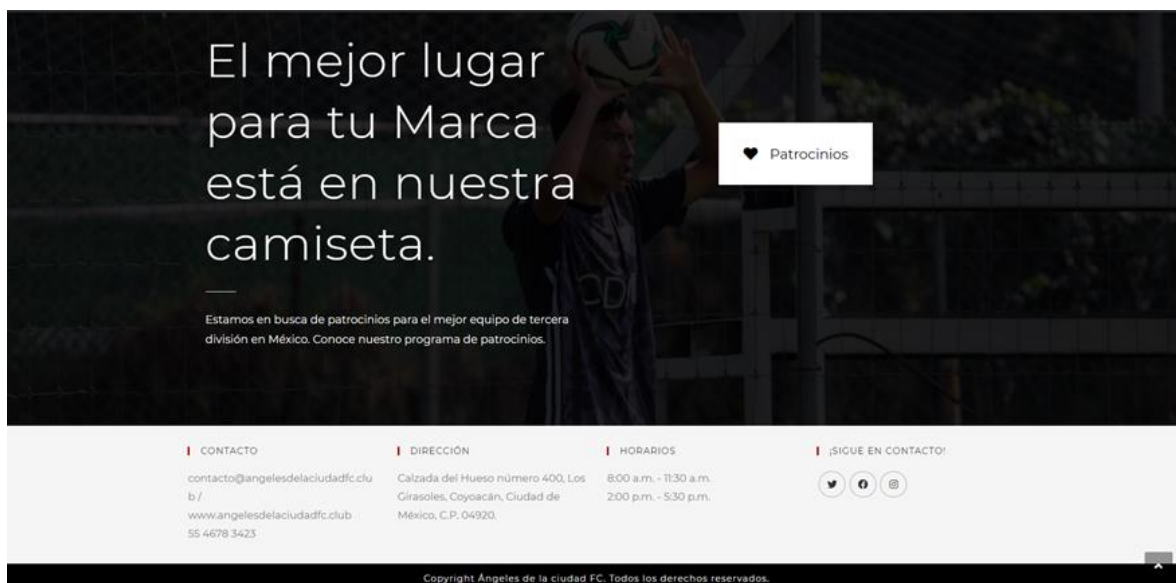 El mejor lugar
para tu Marca
está en nuestra
camiseta.
Estamos en busca de patrocinios para el mejor equipo de tercera
división en México. Conoce nuestro programa de patrocinios.
Patrocinios
CONTACTO
contacto@angelesdelaciudadfc.clu
b /
www.angelesdelaciudadfc.club
55 4678 3423
DIRECCIÓN
Calzada del Hueso número 400, Los
Girasoles, Coyoacán, Ciudad de
México, C.P. 04920.
HORARIOS
8:00 a.m. - 11:30 a.m.
2:00 p.m. - 5:30 p.m.
¡SIGUE EN CONTACTO!
Copyright Ángeles de la ciudad FC. Todos los derechos reservados.